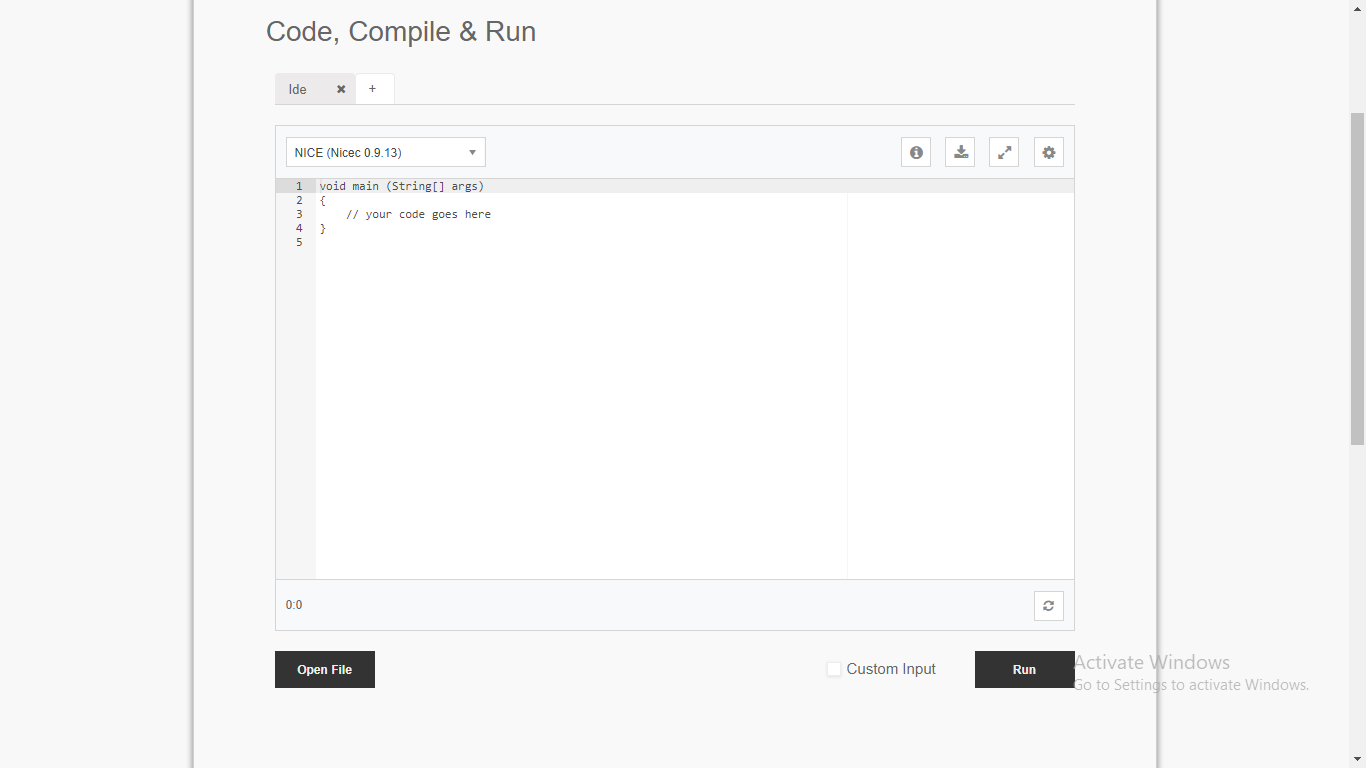 Code, Compile & Run
Ide ✖ +
NICE (Nicec 0.9.13)
1 void main (String[] args)
2 {
3     // your code goes here
4 }
5
0:0
Open File
Custom Input
Run
Activate Windows
Go to Settings to activate Windows.